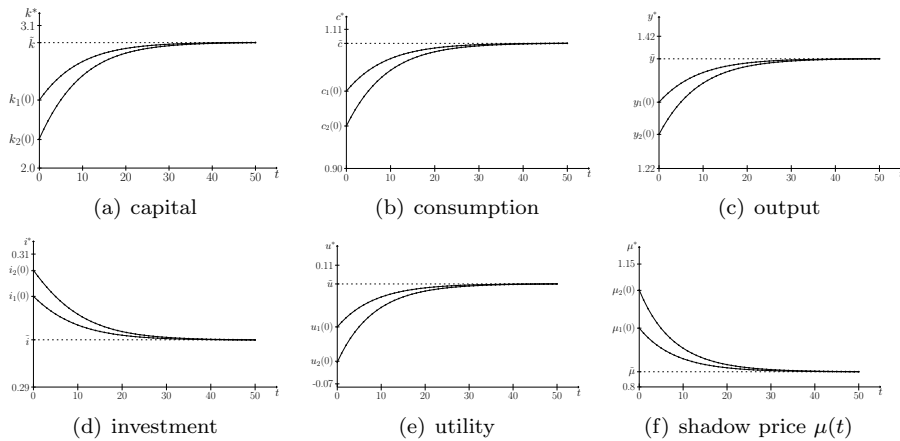 k*
3.1
k̄
k₁(0)
k₂(0)
2.0
0 10 20 30 40 50 t
(a) capital
c*
1.11
c̄
c₁(0)
c₂(0)
0.90
0 10 20 30 40 50 t
(b) consumption
y*
1.42
ȳ
y₁(0)
y₂(0)
1.22
0 10 20 30 40 50 t
(c) output
i*
0.31
i₂(0)
i₁(0)
ī
0.29
0 10 20 30 40 50 t
(d) investment
u*
0.11
ū
u₁(0)
u₂(0)
-0.07
0 10 20 30 40 50 t
(e) utility
μ*
1.15
μ₂(0)
μ₁(0)
μ̄
0.8
0 10 20 30 40 50 t
(f) shadow price μ(t)